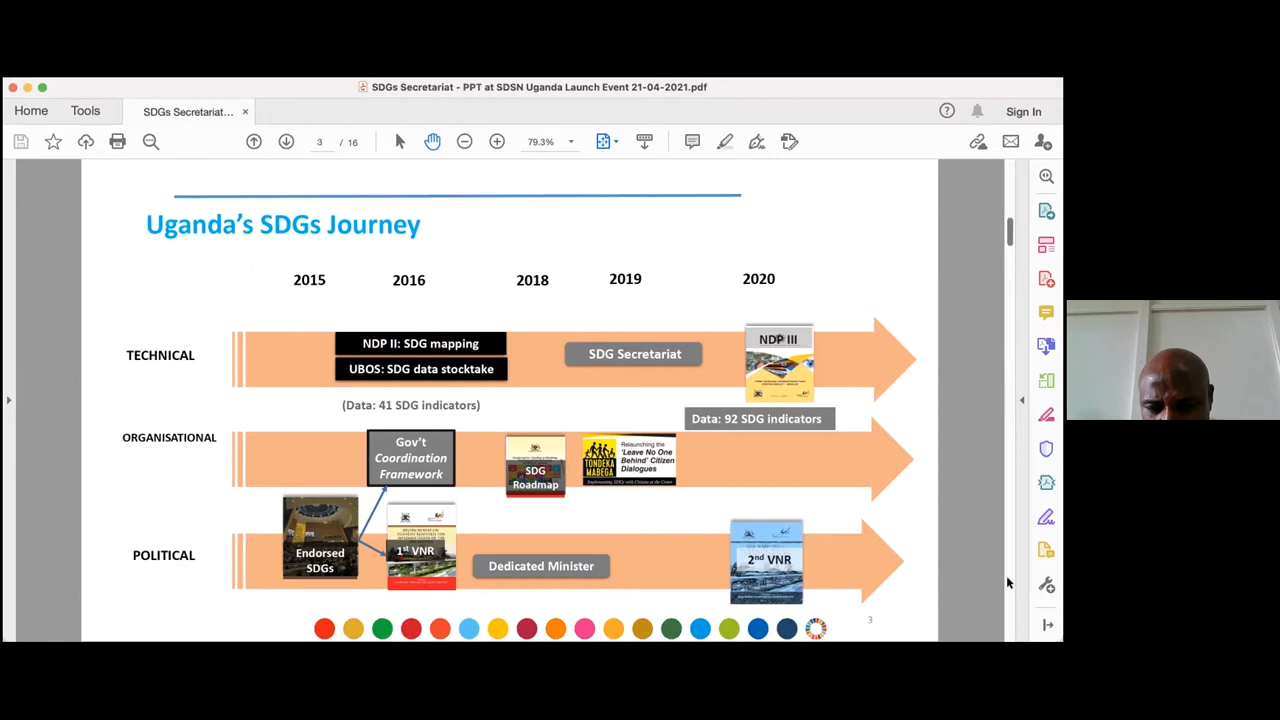 SDGs Secretariat - PPT at SDSN Uganda Launch Event 21-04-2021.pdf
Home
Tools
SDGs Secretariat...
×
Sign In
3 / 16
79.3%
Uganda's SDGs Journey
2015
2016
2018
2019
2020
TECHNICAL
NDP II: SDG mapping
UBOS: SDG data stocktake
(Data: 41 SDG indicators)
SDG Secretariat
NDP III
Data: 92 SDG indicators
ORGANISATIONAL
Gov't
Coordination
Framework
SDG
Roadmap
TONDEKA
MABEGA
Relaunching the
'Leave No One
Behind' Citizen
Dialogues
Implementing SDGs with Citizens at the Center
POLITICAL
Endorsed
SDGs
1st VNR
Dedicated Minister
2nd VNR
3